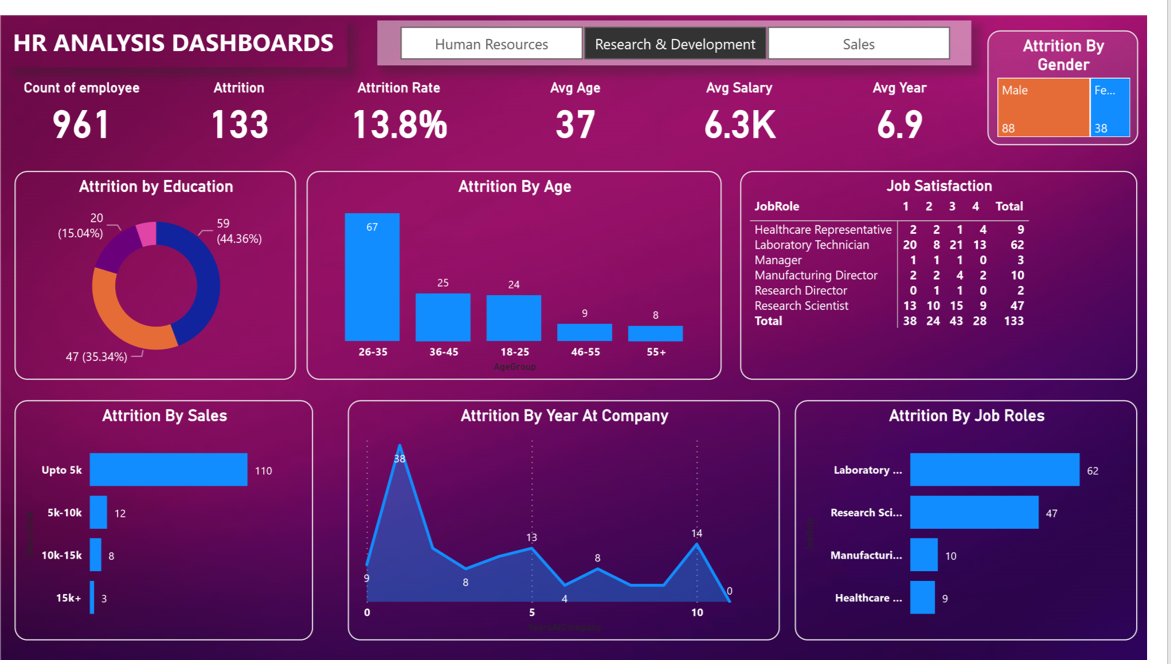 HR ANALYSIS DASHBOARDS
Human Resources
Research & Development
Sales
Attrition By
Gender
Male
Fe...
88
38
Count of employee
961
Attrition
133
Attrition Rate
13.8%
Avg Age
37
Avg Salary
6.3K
Avg Year
6.9
Attrition by Education
20
(15.04%)
59
(44.36%)
47 (35.34%)
Attrition By Age
67
25
24
9
8
26-35
36-45
18-25
46-55
55+
AgeGroup
Job Satisfaction
JobRole 1 2 3 4 Total
Healthcare Representative 2 2 1 4 9
Laboratory Technician 20 8 21 13 62
Manager 1 1 1 0 3
Manufacturing Director 2 2 4 2 10
Research Director 0 1 1 0 2
Research Scientist 13 10 15 9 47
Total 38 24 43 28 133
Attrition By Sales
Upto 5k 110
5k-10k 12
10k-15k 8
15k+ 3
Attrition By Year At Company
38
9
8
13
4
8
14
0
0
5
10
YearsAtCompany
Attrition By Job Roles
Laboratory ... 62
Research Sci... 47
Manufacturi... 10
Healthcare ... 9